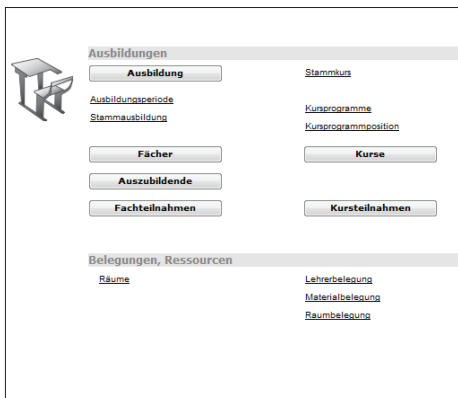 Ausbildungen
Ausbildung
Stammkurs
Ausbildungsperiode
Kursprogramme
Stammausbildung
Kursprogrammposition
Fächer
Kurse
Auszubildende
Fachteilnahmen
Kursteilnahmen
Belegungen, Ressourcen
Räume
Lehrerbelegung
Materialbelegung
Raumbelegung